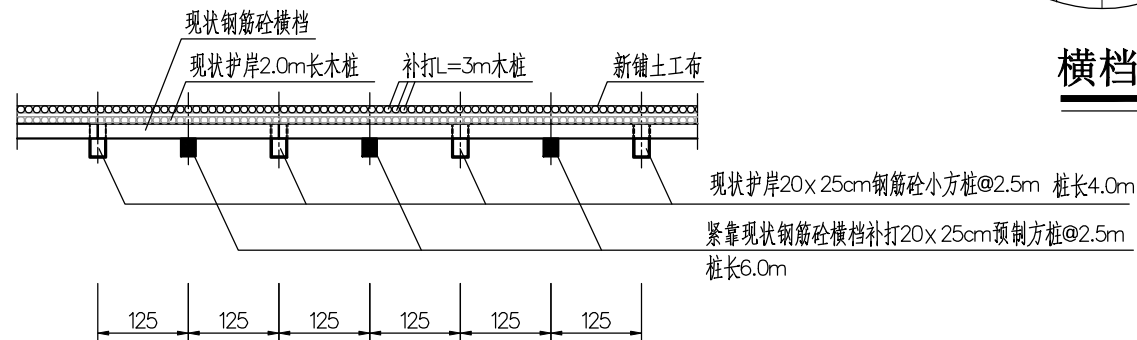 现状钢筋砼横档
现状护岸2.0m长木桩
补打L=3m木桩
新铺土工布
横档
现状护岸20x25cm钢筋砼小方桩@2.5m 桩长4.0m
紧靠现状钢筋砼横档补打20x25cm预制方桩@2.5m
桩长6.0m
125 125 125 125 125 125